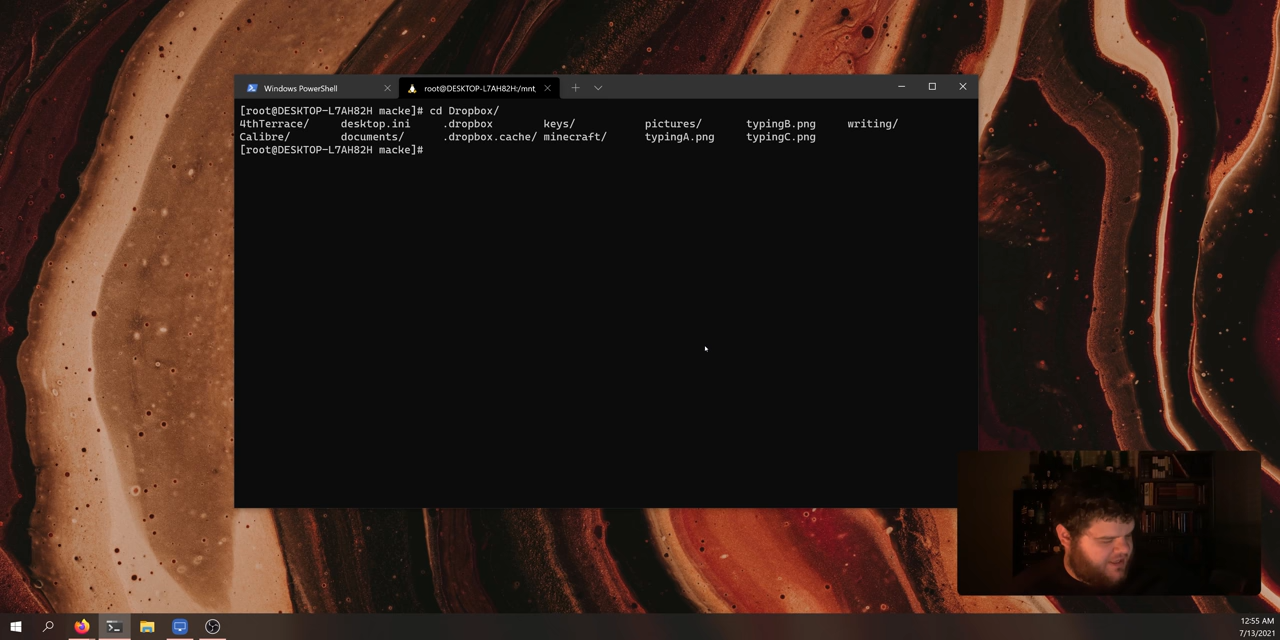 Windows PowerShell
root@DESKTOP-L7AH82H:/mnt,
[root@DESKTOP-L7AH82H macke]# cd Dropbox/
4thTerrace/ desktop.ini .dropbox keys/ pictures/ typingB.png writing/
Calibre/ documents/ .dropbox.cache/ minecraft/ typingA.png typingC.png
[root@DESKTOP-L7AH82H macke]#
12:55 AM
7/13/2021